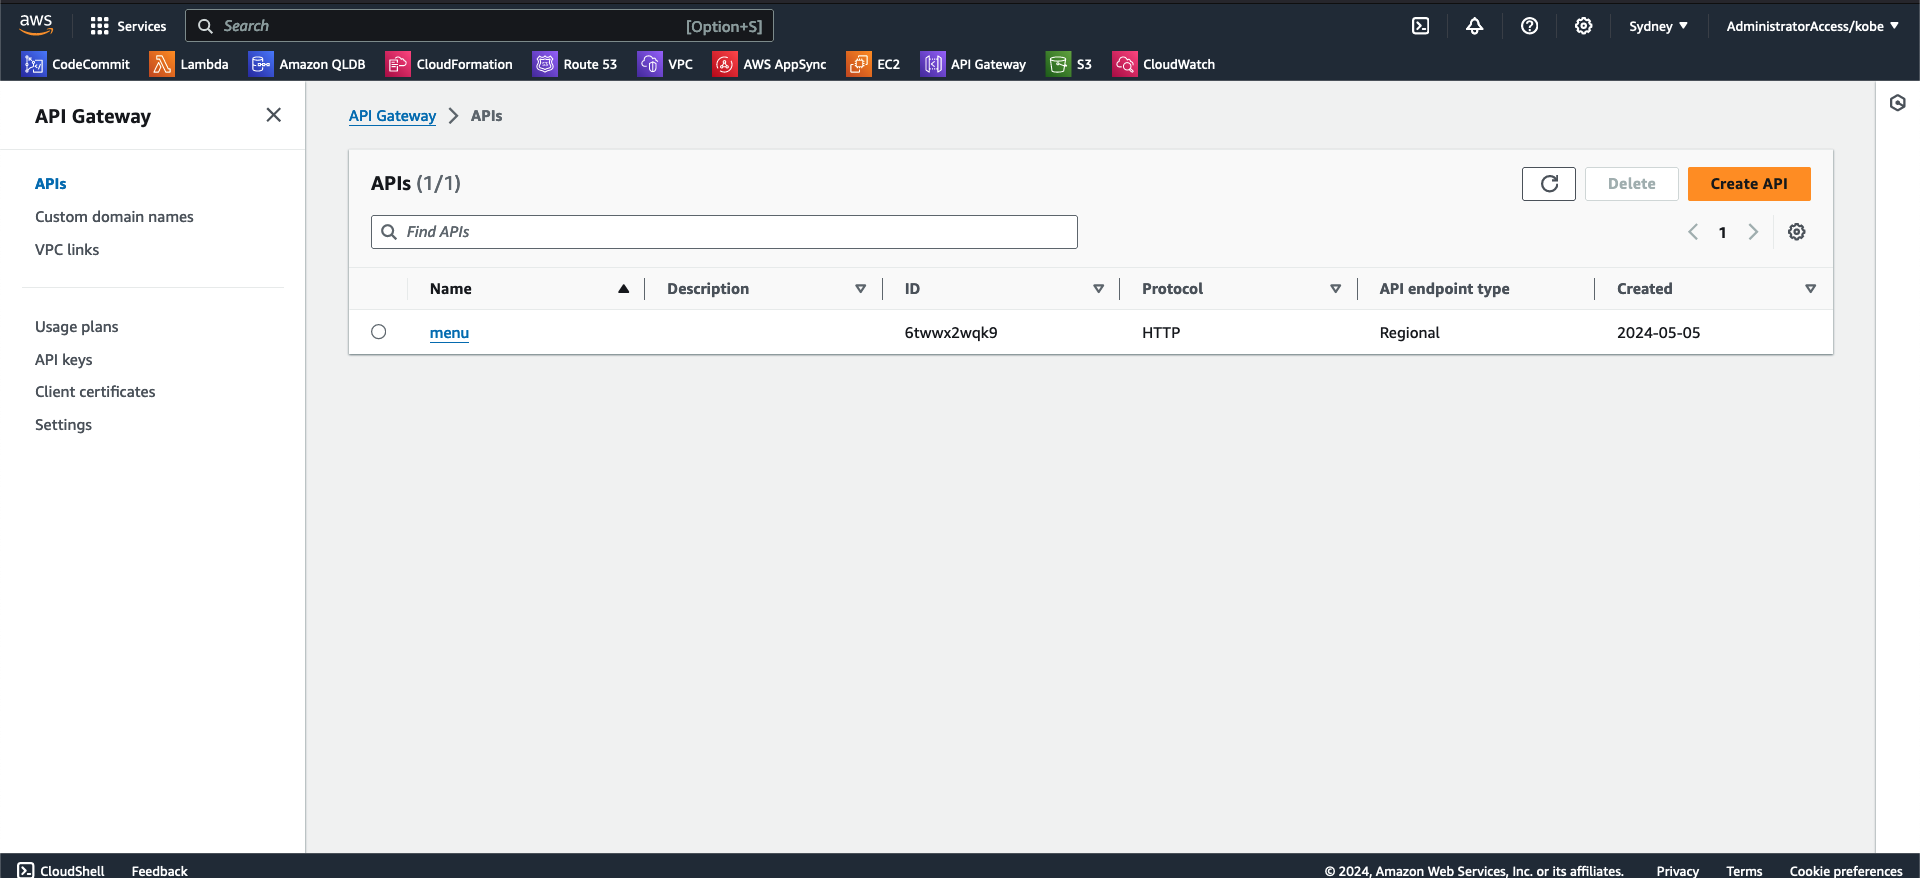 aws Services Search [Option+S] Sydney AdministratorAccess/kobe
CodeCommit Lambda Amazon QLDB CloudFormation Route 53 VPC AWS AppSync EC2 API Gateway S3 CloudWatch
API Gateway
APIs
Custom domain names
VPC links
Usage plans
API keys
Client certificates
Settings
API Gateway APIs
APIs (1/1) Delete Create API
Find APIs 1
Name Description ID Protocol API endpoint type Created
menu 6twwx2wqk9 HTTP Regional 2024-05-05
CloudShell Feedback © 2024, Amazon Web Services, Inc. or its affiliates. Privacy Terms Cookie preferences